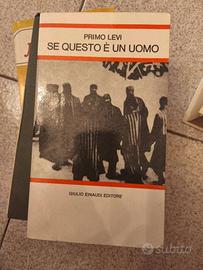 PRIMO LEVI
SE QUESTO È UN UOMO
GIULIO EINAUDI EDITORE
subito